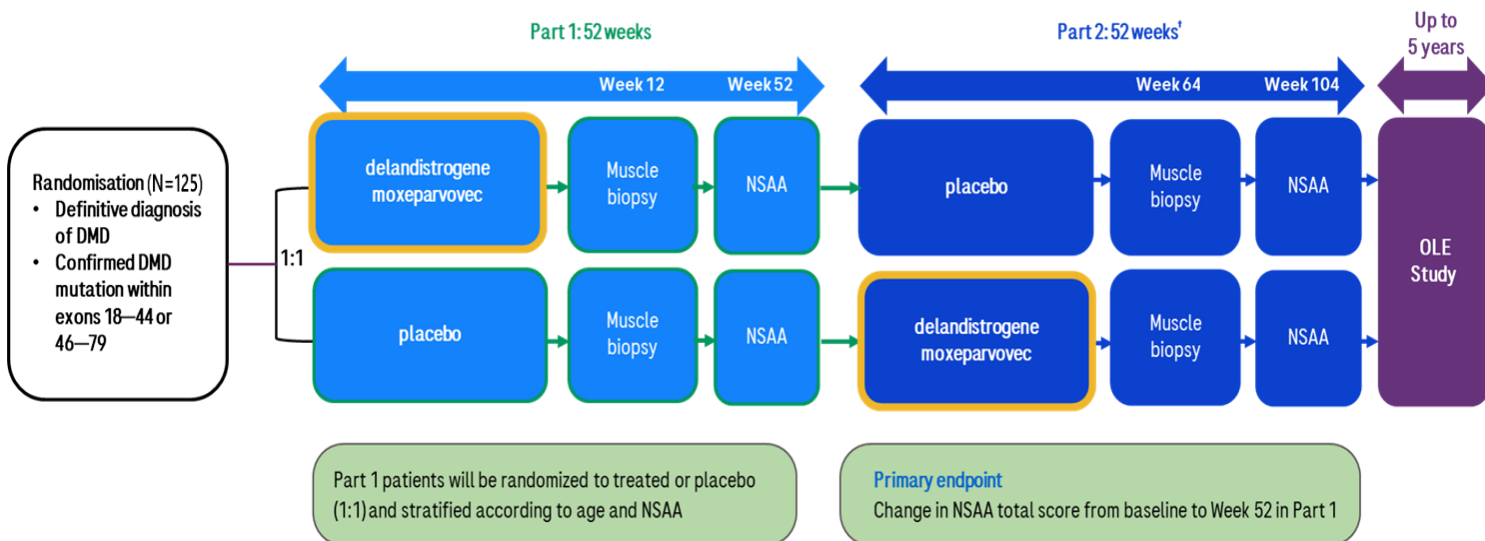 Part 1: 52 weeks
Part 2: 52 weeks†
Up to
5 years
Week 12
Week 52
Week 64
Week 104
Randomisation (N=125)
• Definitive diagnosis
of DMD
• Confirmed DMD
mutation within
exons 18—44 or
46—79
1:1
delandistrogene
moxeparvovec
Muscle
biopsy
NSAA
placebo
Muscle
biopsy
NSAA
placebo
Muscle
biopsy
NSAA
delandistrogene
moxeparvovec
Muscle
biopsy
NSAA
OLE
Study
Part 1 patients will be randomized to treated or placebo
(1:1) and stratified according to age and NSAA
Primary endpoint
Change in NSAA total score from baseline to Week 52 in Part 1